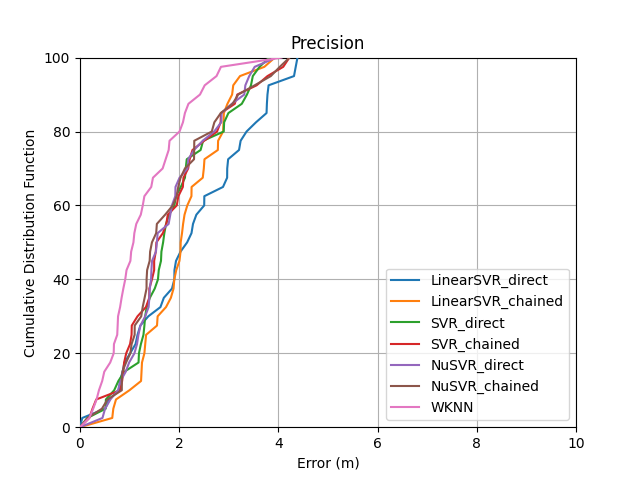 Precision
Cumulative Distribution Function
100
80
60
40
20
0
0 2 4 6 8 10
Error (m)
LinearSVR_direct
LinearSVR_chained
SVR_direct
SVR_chained
NuSVR_direct
NuSVR_chained
WKNN